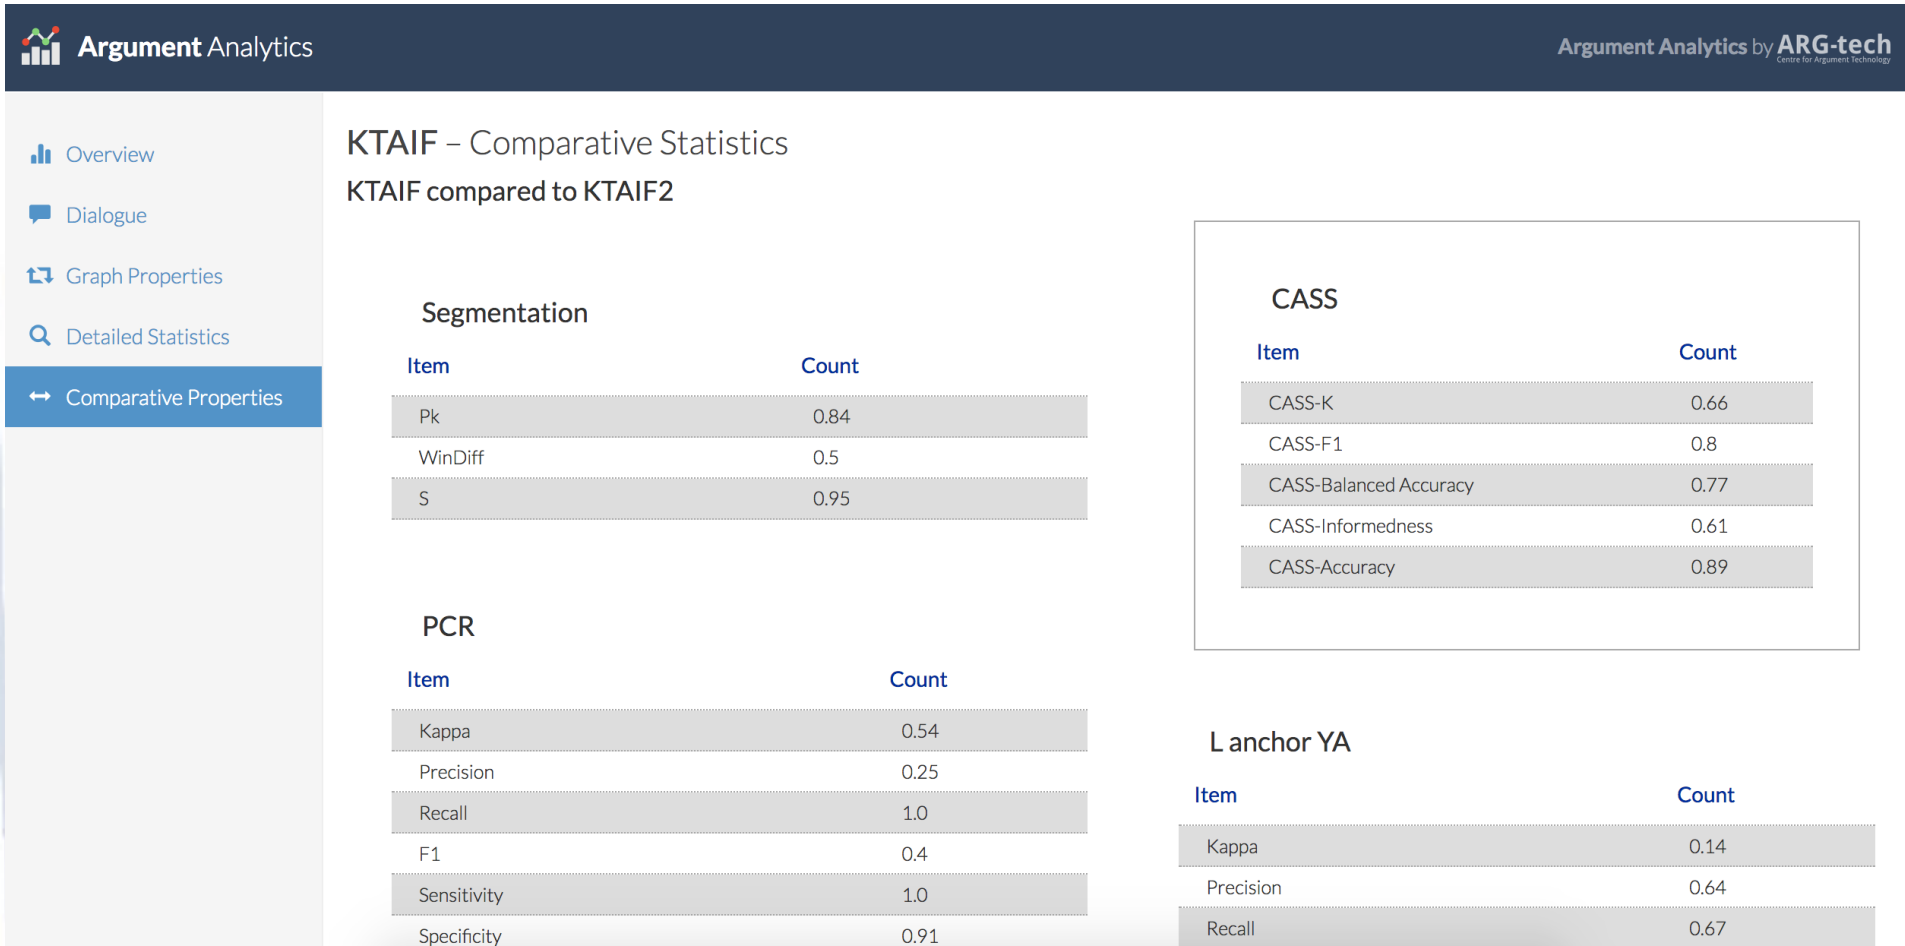 Argument Analytics
Argument Analytics by ARG-tech
Centre for Argument Technology
Overview
Dialogue
Graph Properties
Detailed Statistics
Comparative Properties
KTAIF – Comparative Statistics
KTAIF compared to KTAIF2
Segmentation
Item Count
Pk 0.84
WinDiff 0.5
S 0.95
PCR
Item Count
Kappa 0.54
Precision 0.25
Recall 1.0
F1 0.4
Sensitivity 1.0
Specificity 0.91
CASS
Item Count
CASS-K 0.66
CASS-F1 0.8
CASS-Balanced Accuracy 0.77
CASS-Informedness 0.61
CASS-Accuracy 0.89
L anchor YA
Item Count
Kappa 0.14
Precision 0.64
Recall 0.67